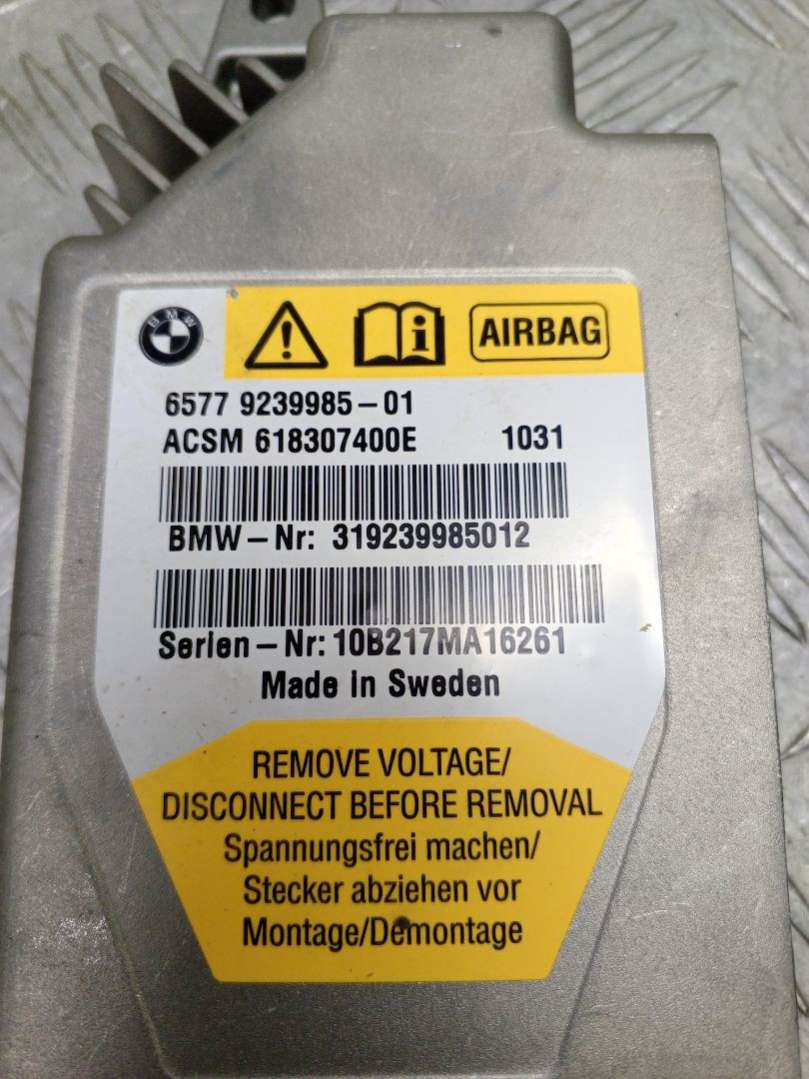 BMW
AIRBAG
6577 9239985-01
ACSM 618307400E 1031
BMW-Nr: 319239985012
Serien-Nr: 10B217MA16261
Made in Sweden
REMOVE VOLTAGE/
DISCONNECT BEFORE REMOVAL
Spannungsfrei machen/
Stecker abziehen vor
Montage/Demontage